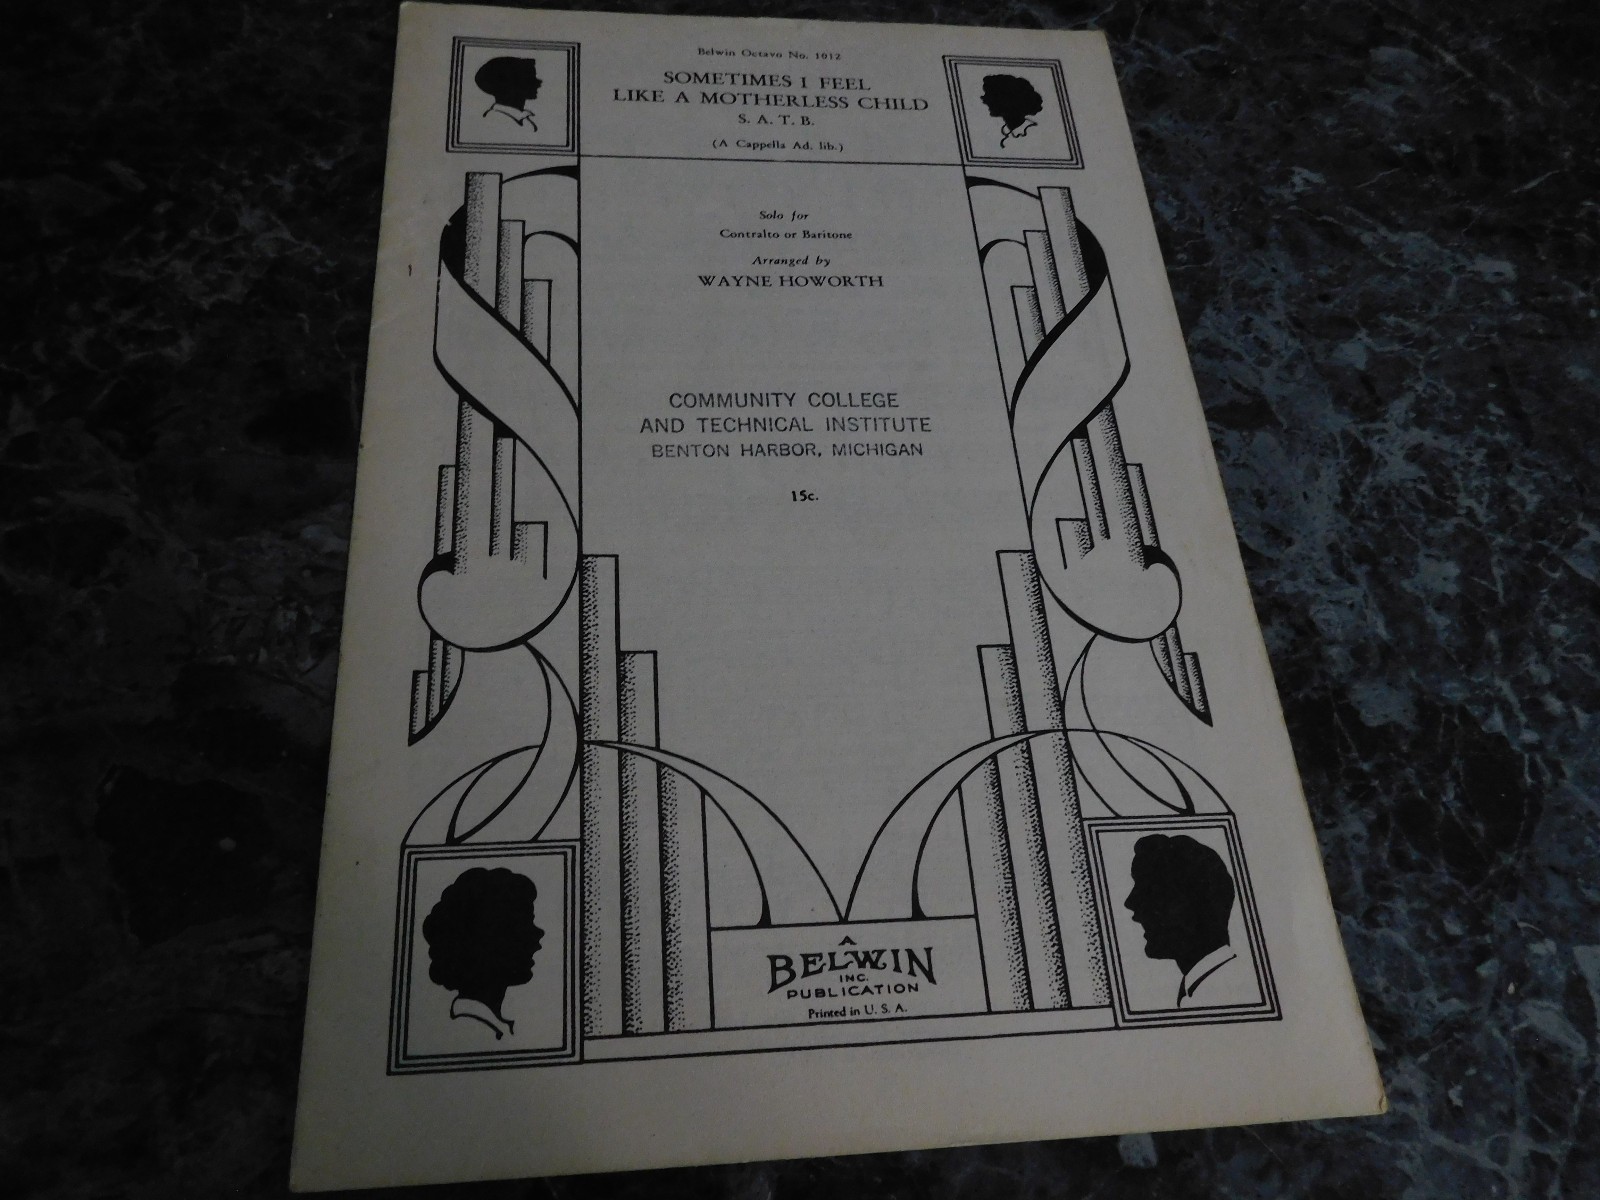 Belwin Octavo No. 1012
SOMETIMES I FEEL
LIKE A MOTHERLESS CHILD
S. A. T. B.
(A Cappella Ad. lib.)
Solo for
Contralto or Baritone
Arranged by
WAYNE HOWORTH
COMMUNITY COLLEGE
AND TECHNICAL INSTITUTE
BENTON HARBOR, MICHIGAN
15c.
A
BELWIN
INC.
PUBLICATION
Printed in U. S. A.